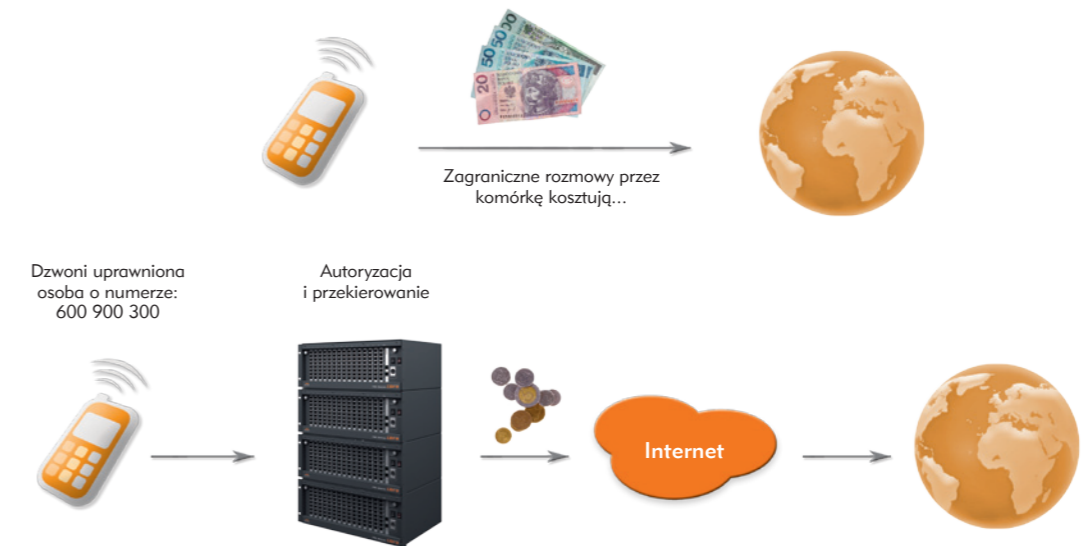 Zagraniczne rozmowy przez
komórkę kosztują...
Dzwoni uprawniona
osoba o numerze:
600 900 300
Autoryzacja
i przekierowanie
Internet